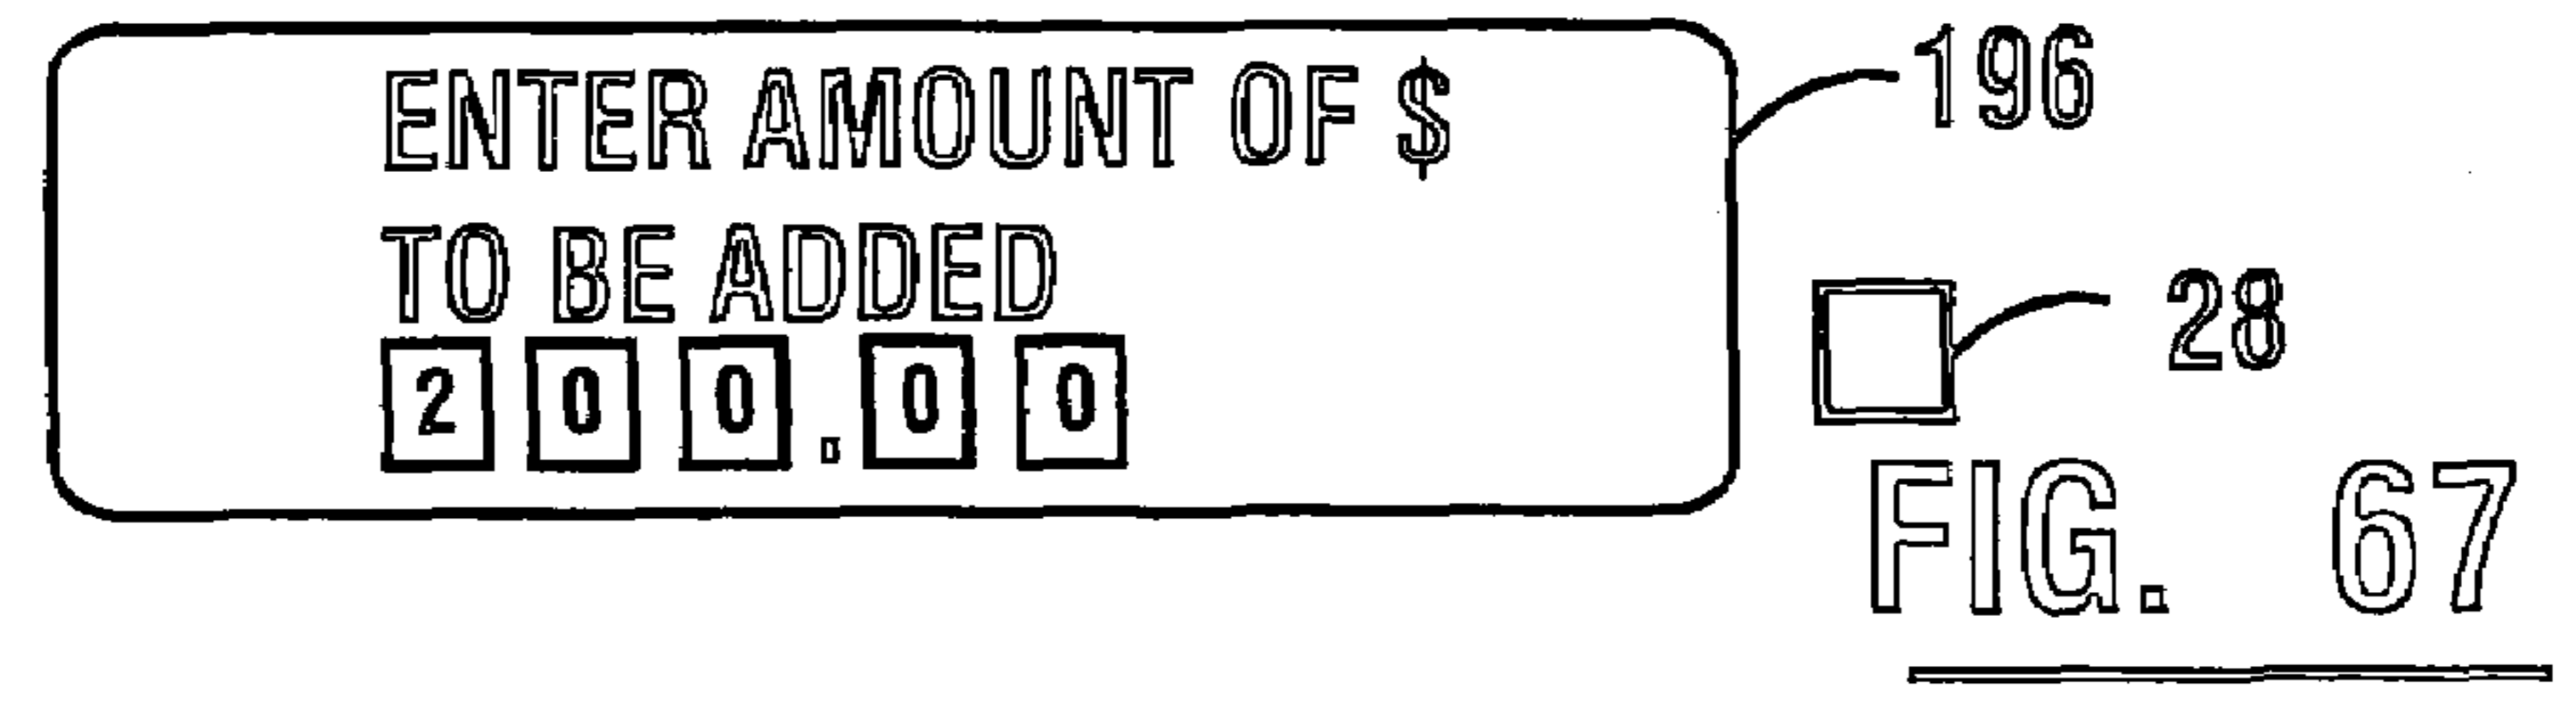 ENTER AMOUNT OF $
TO BE ADDED
200.00
196
28
FIG. 67